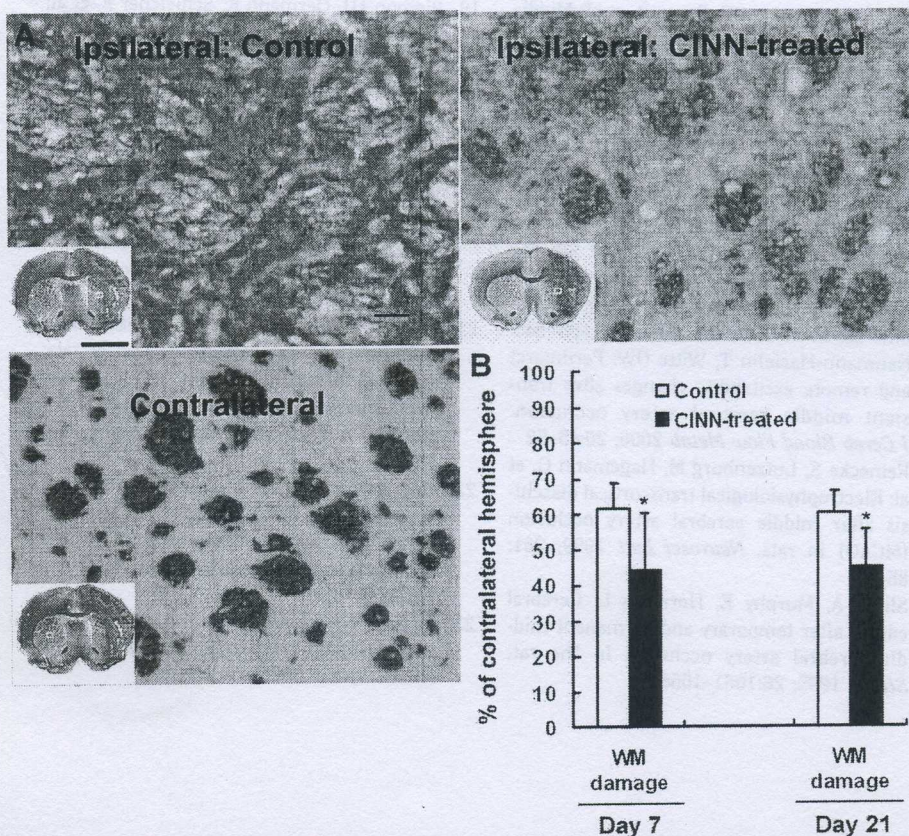 A
Ipsilateral: Control
Ipsilateral: CINN-treated
Contralateral
B
% of contralateral hemisphere
100
90
80
70
60
50
40
30
20
10
0
Control
CINN-treated
*
*
WM
damage
WM
damage
Day 7
Day 21